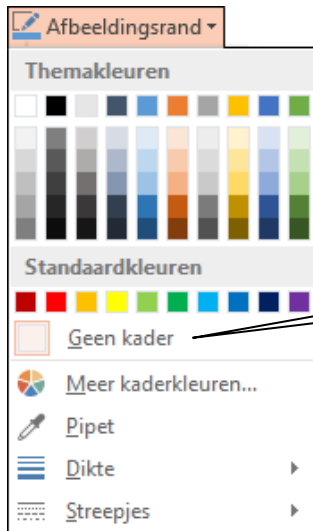 Afbeeldingsrand
Themakleuren
Standaardkleuren
Geen kader
Meer kaderkleuren...
Pipet
Dikte
Streepjes